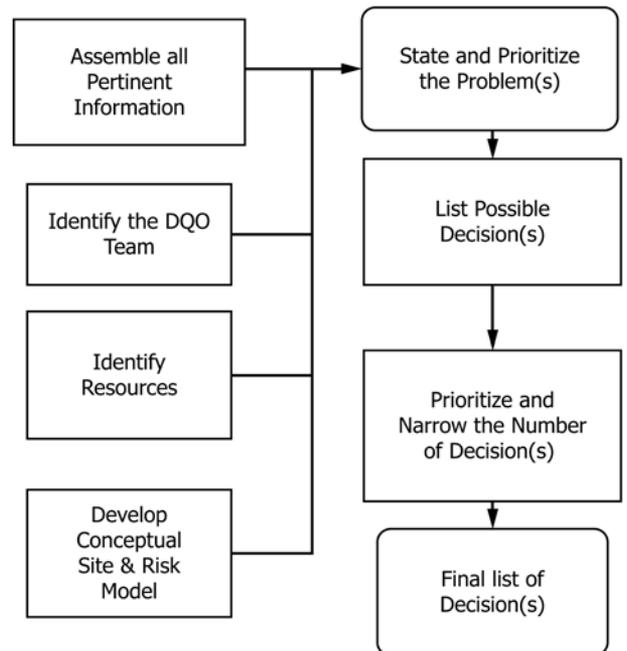 Assemble all
Pertinent
Information
Identify the DQO
Team
Identify
Resources
Develop
Conceptual
Site & Risk
Model
State and Prioritize
the Problem(s)
List Possible
Decision(s)
Prioritize and
Narrow the Number
of Decision(s)
Final list of
Decision(s)